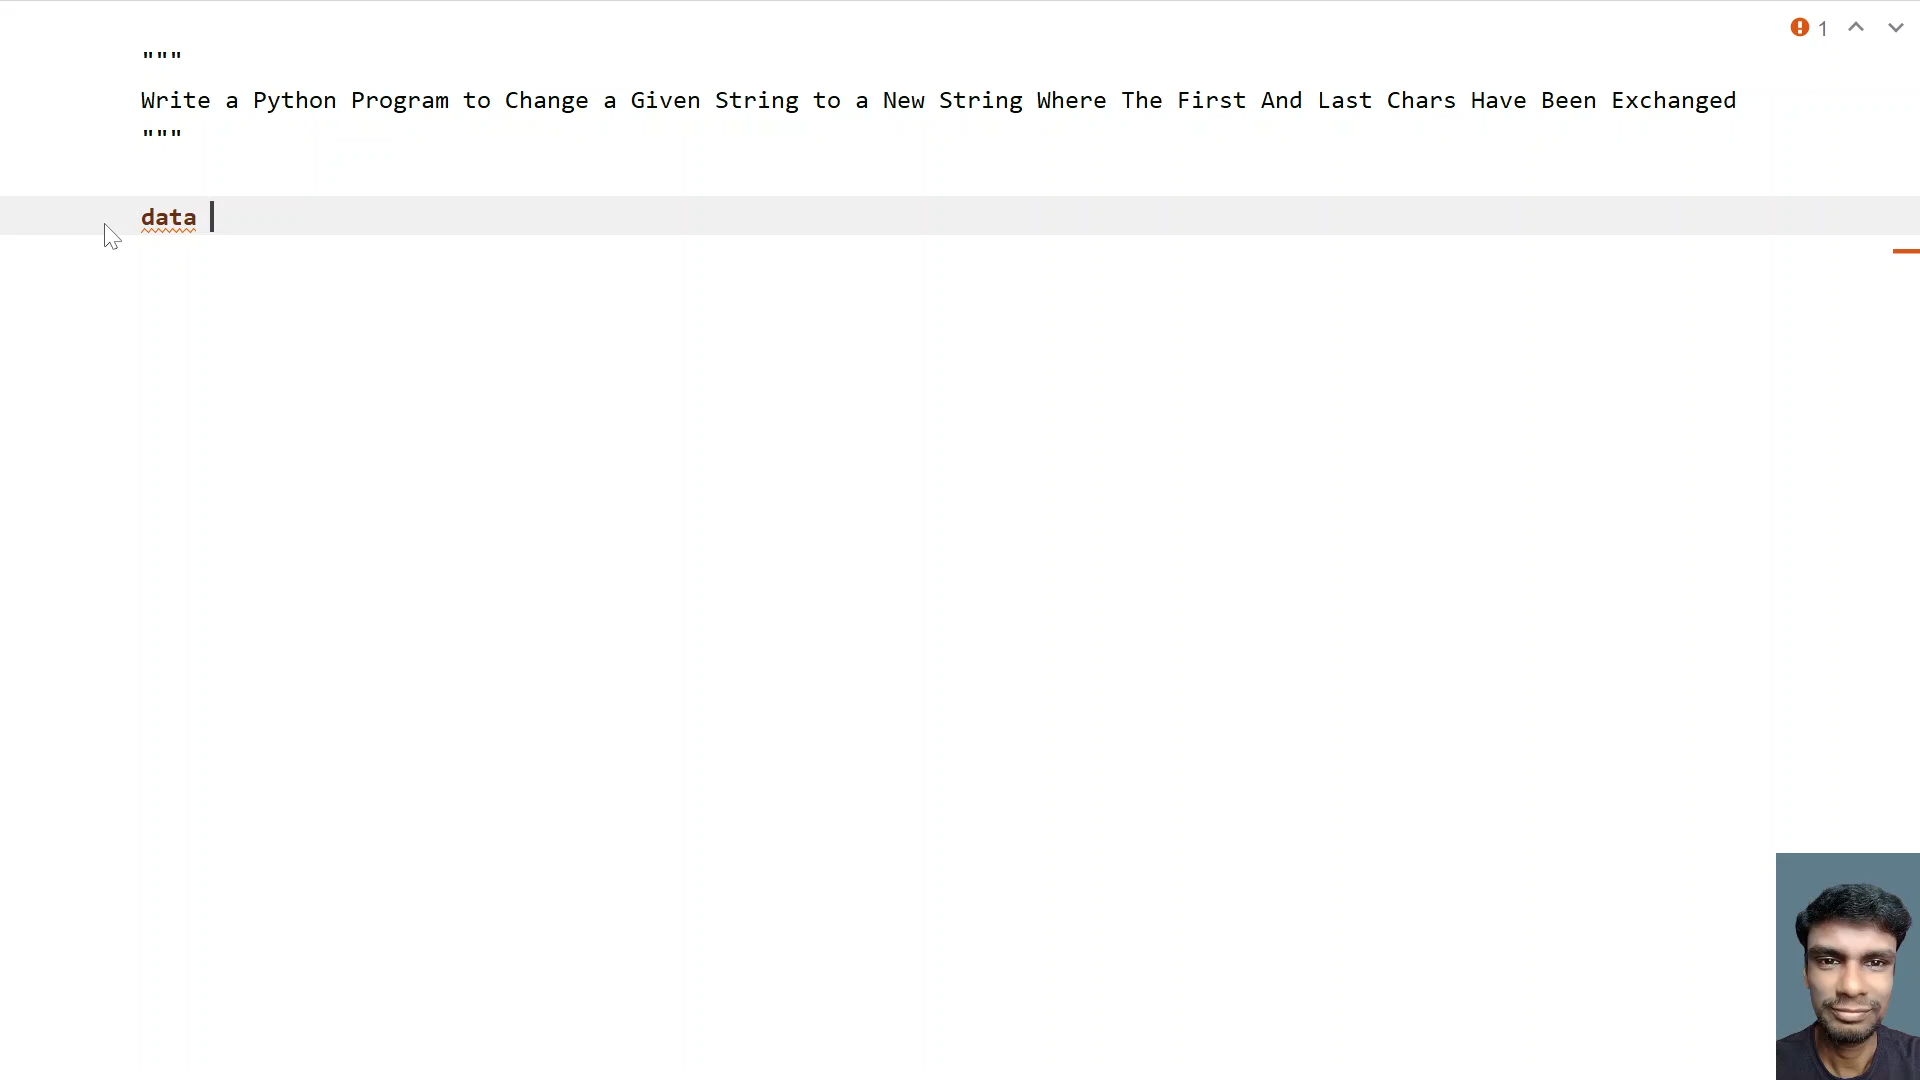 1
"""
Write a Python Program to Change a Given String to a New String Where The First And Last Chars Have Been Exchanged
"""
data